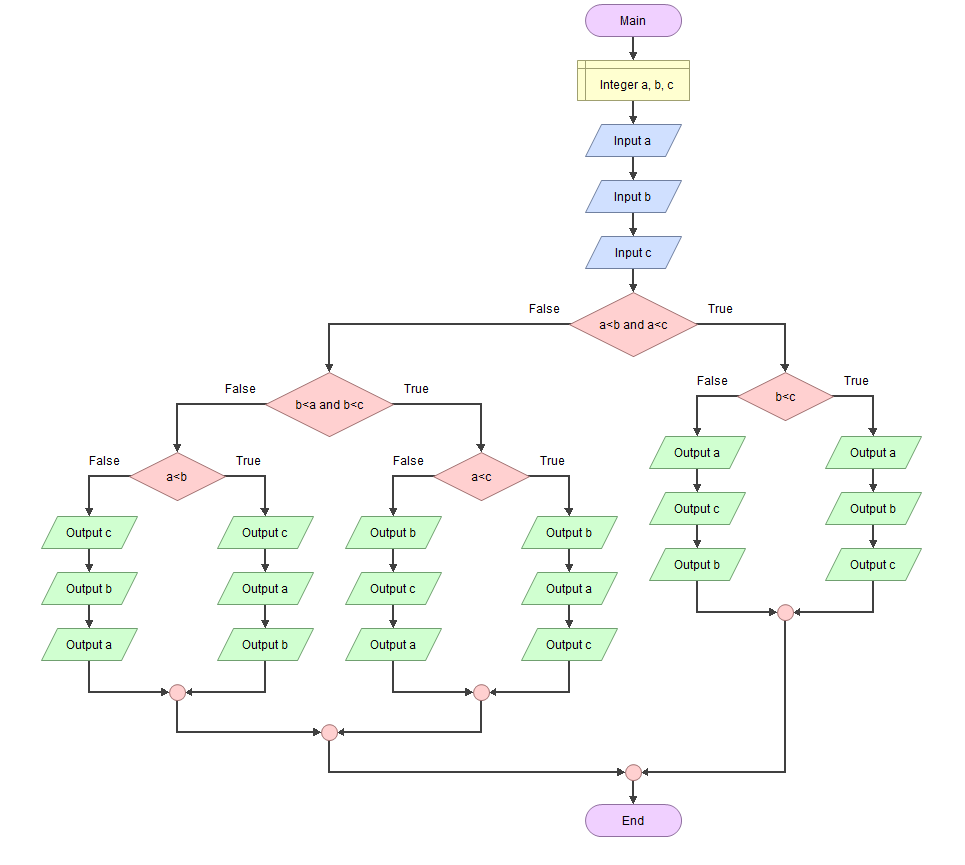 Main
Integer a, b, c
Input a
Input b
Input c
a<b and a<c
False
True
b<a and b<c
False
True
b<c
False
True
a<b
False
True
a<c
False
True
Output a
Output c
Output b
Output a
Output b
Output c
Output c
Output b
Output a
Output c
Output a
Output b
Output b
Output c
Output a
Output b
Output a
Output c
End